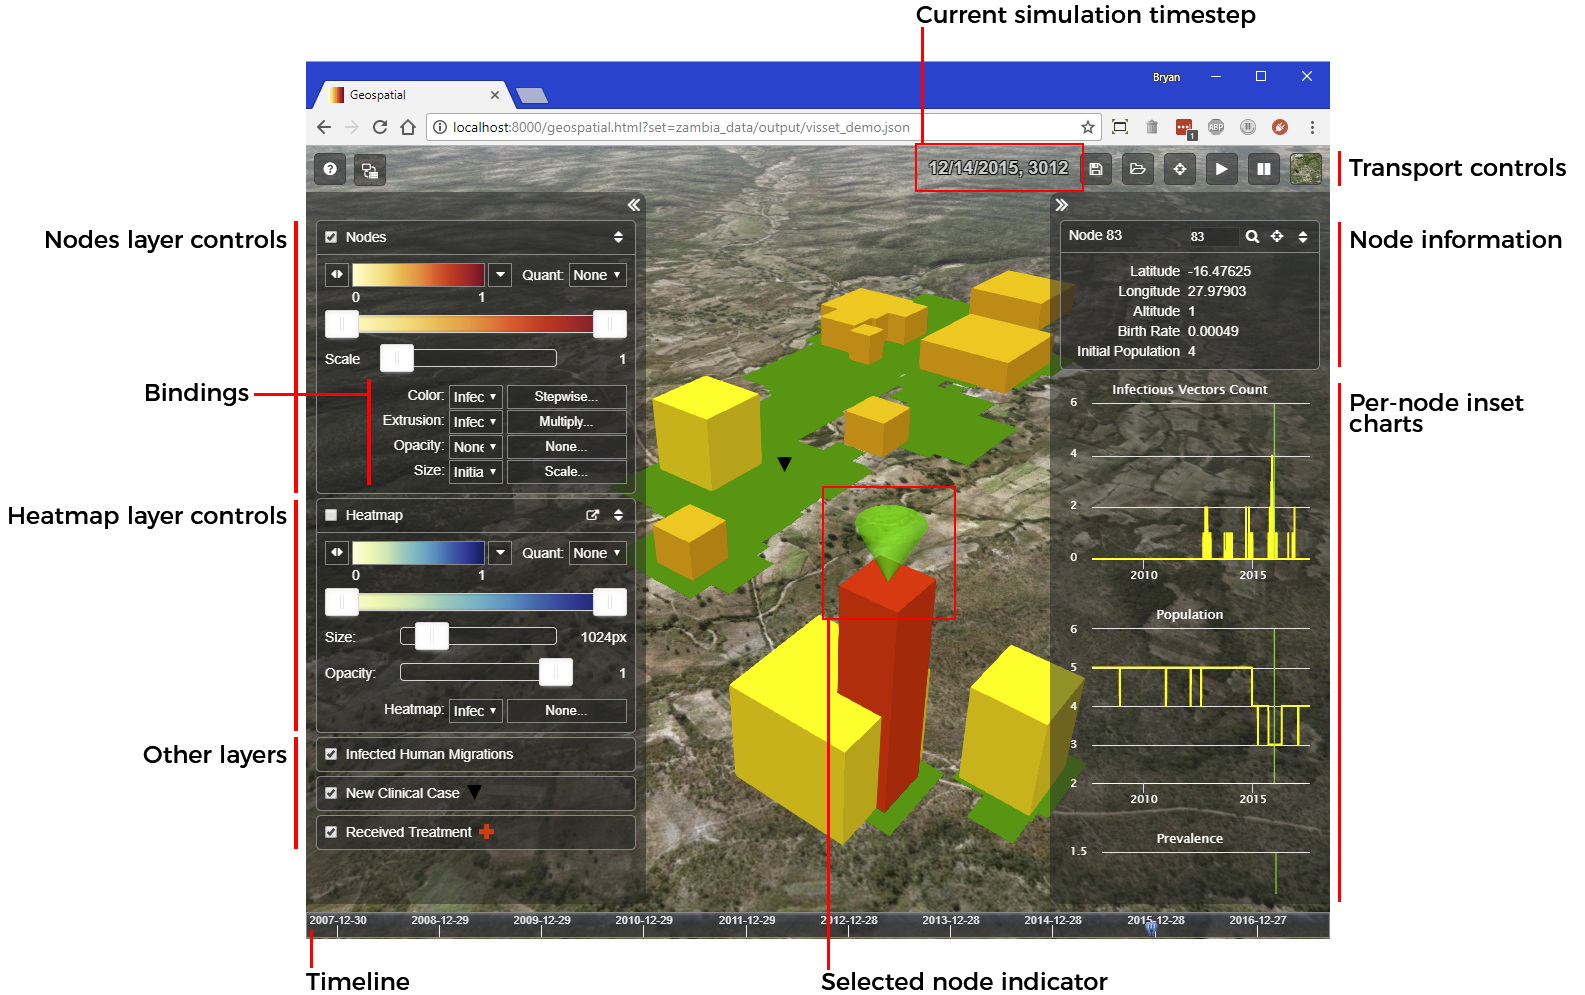 Current simulation timestep
Bryan
Geospatial
localhost:8000/geospatial.html?set=zambia_data/output/visset_demo.json
1
ABP
12/14/2015, 3012
Transport controls
Nodes layer controls
Nodes
Quant: None
0 1
Scale 1
Bindings
Color: Infec Stepwise...
Extrusion: Infec Multiply...
Opacity: None None...
Size: Initia Scale...
Heatmap layer controls
Heatmap
Quant: None
0 1
Size: 1024px
Opacity: 1
Heatmap: Infec None...
Other layers
Infected Human Migrations
New Clinical Case
Received Treatment
Node information
Node 83 83
Latitude -16.47625
Longitude 27.97903
Altitude 1
Birth Rate 0.00049
Initial Population 4
Per-node inset
charts
Infectious Vectors Count
6
4
2
0
2010 2015
Population
6
5
4
3
2
2010 2015
Prevalence
1.5
2007-12-30 2008-12-29 2009-12-29 2010-12-29 2011-12-29 2012-12-28 2013-12-28 2014-12-28 2015-12-28 2016-12-27
Timeline
Selected node indicator